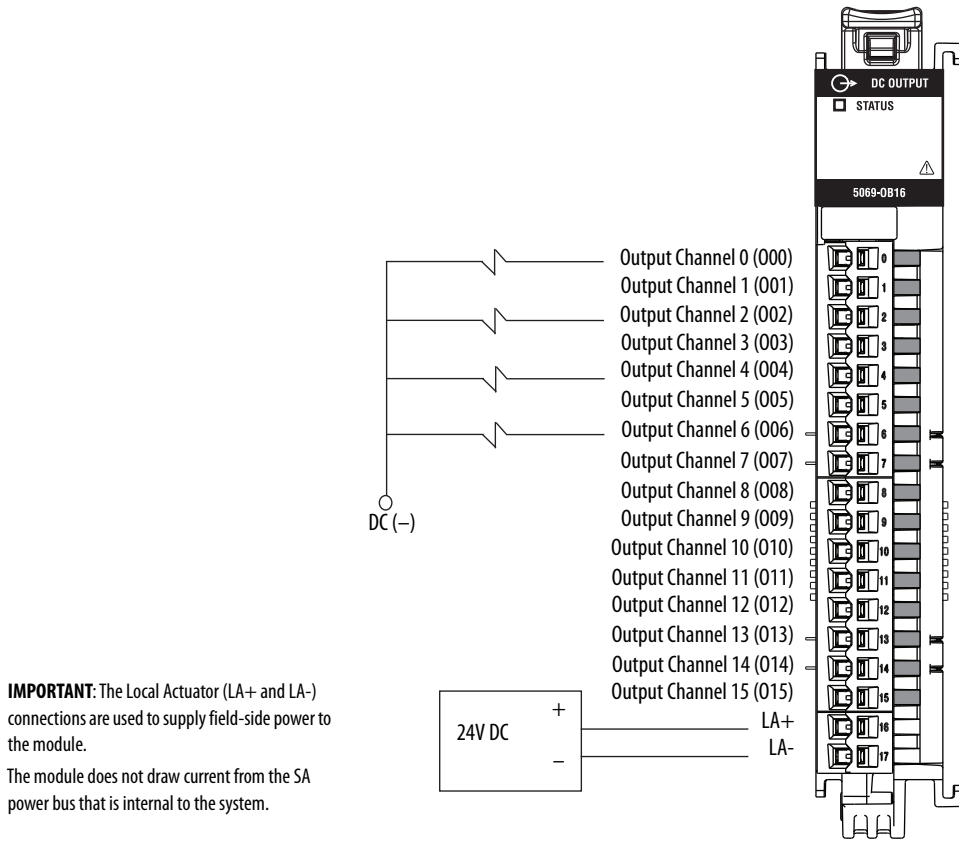 DC OUTPUT
STATUS
5069-OB16
Output Channel 0 (O00)
Output Channel 1 (O01)
Output Channel 2 (O02)
Output Channel 3 (O03)
Output Channel 4 (O04)
Output Channel 5 (O05)
Output Channel 6 (O06)
Output Channel 7 (O07)
Output Channel 8 (O08)
Output Channel 9 (O09)
Output Channel 10 (O10)
Output Channel 11 (O11)
Output Channel 12 (O12)
Output Channel 13 (O13)
Output Channel 14 (O14)
Output Channel 15 (O15)
LA+
LA-
0
1
2
3
4
5
6
7
8
9
10
11
12
13
14
15
16
17
DC (–)
24V DC
+
–
IMPORTANT: The Local Actuator (LA+ and LA-)
connections are used to supply field-side power to
the module.
The module does not draw current from the SA
power bus that is internal to the system.